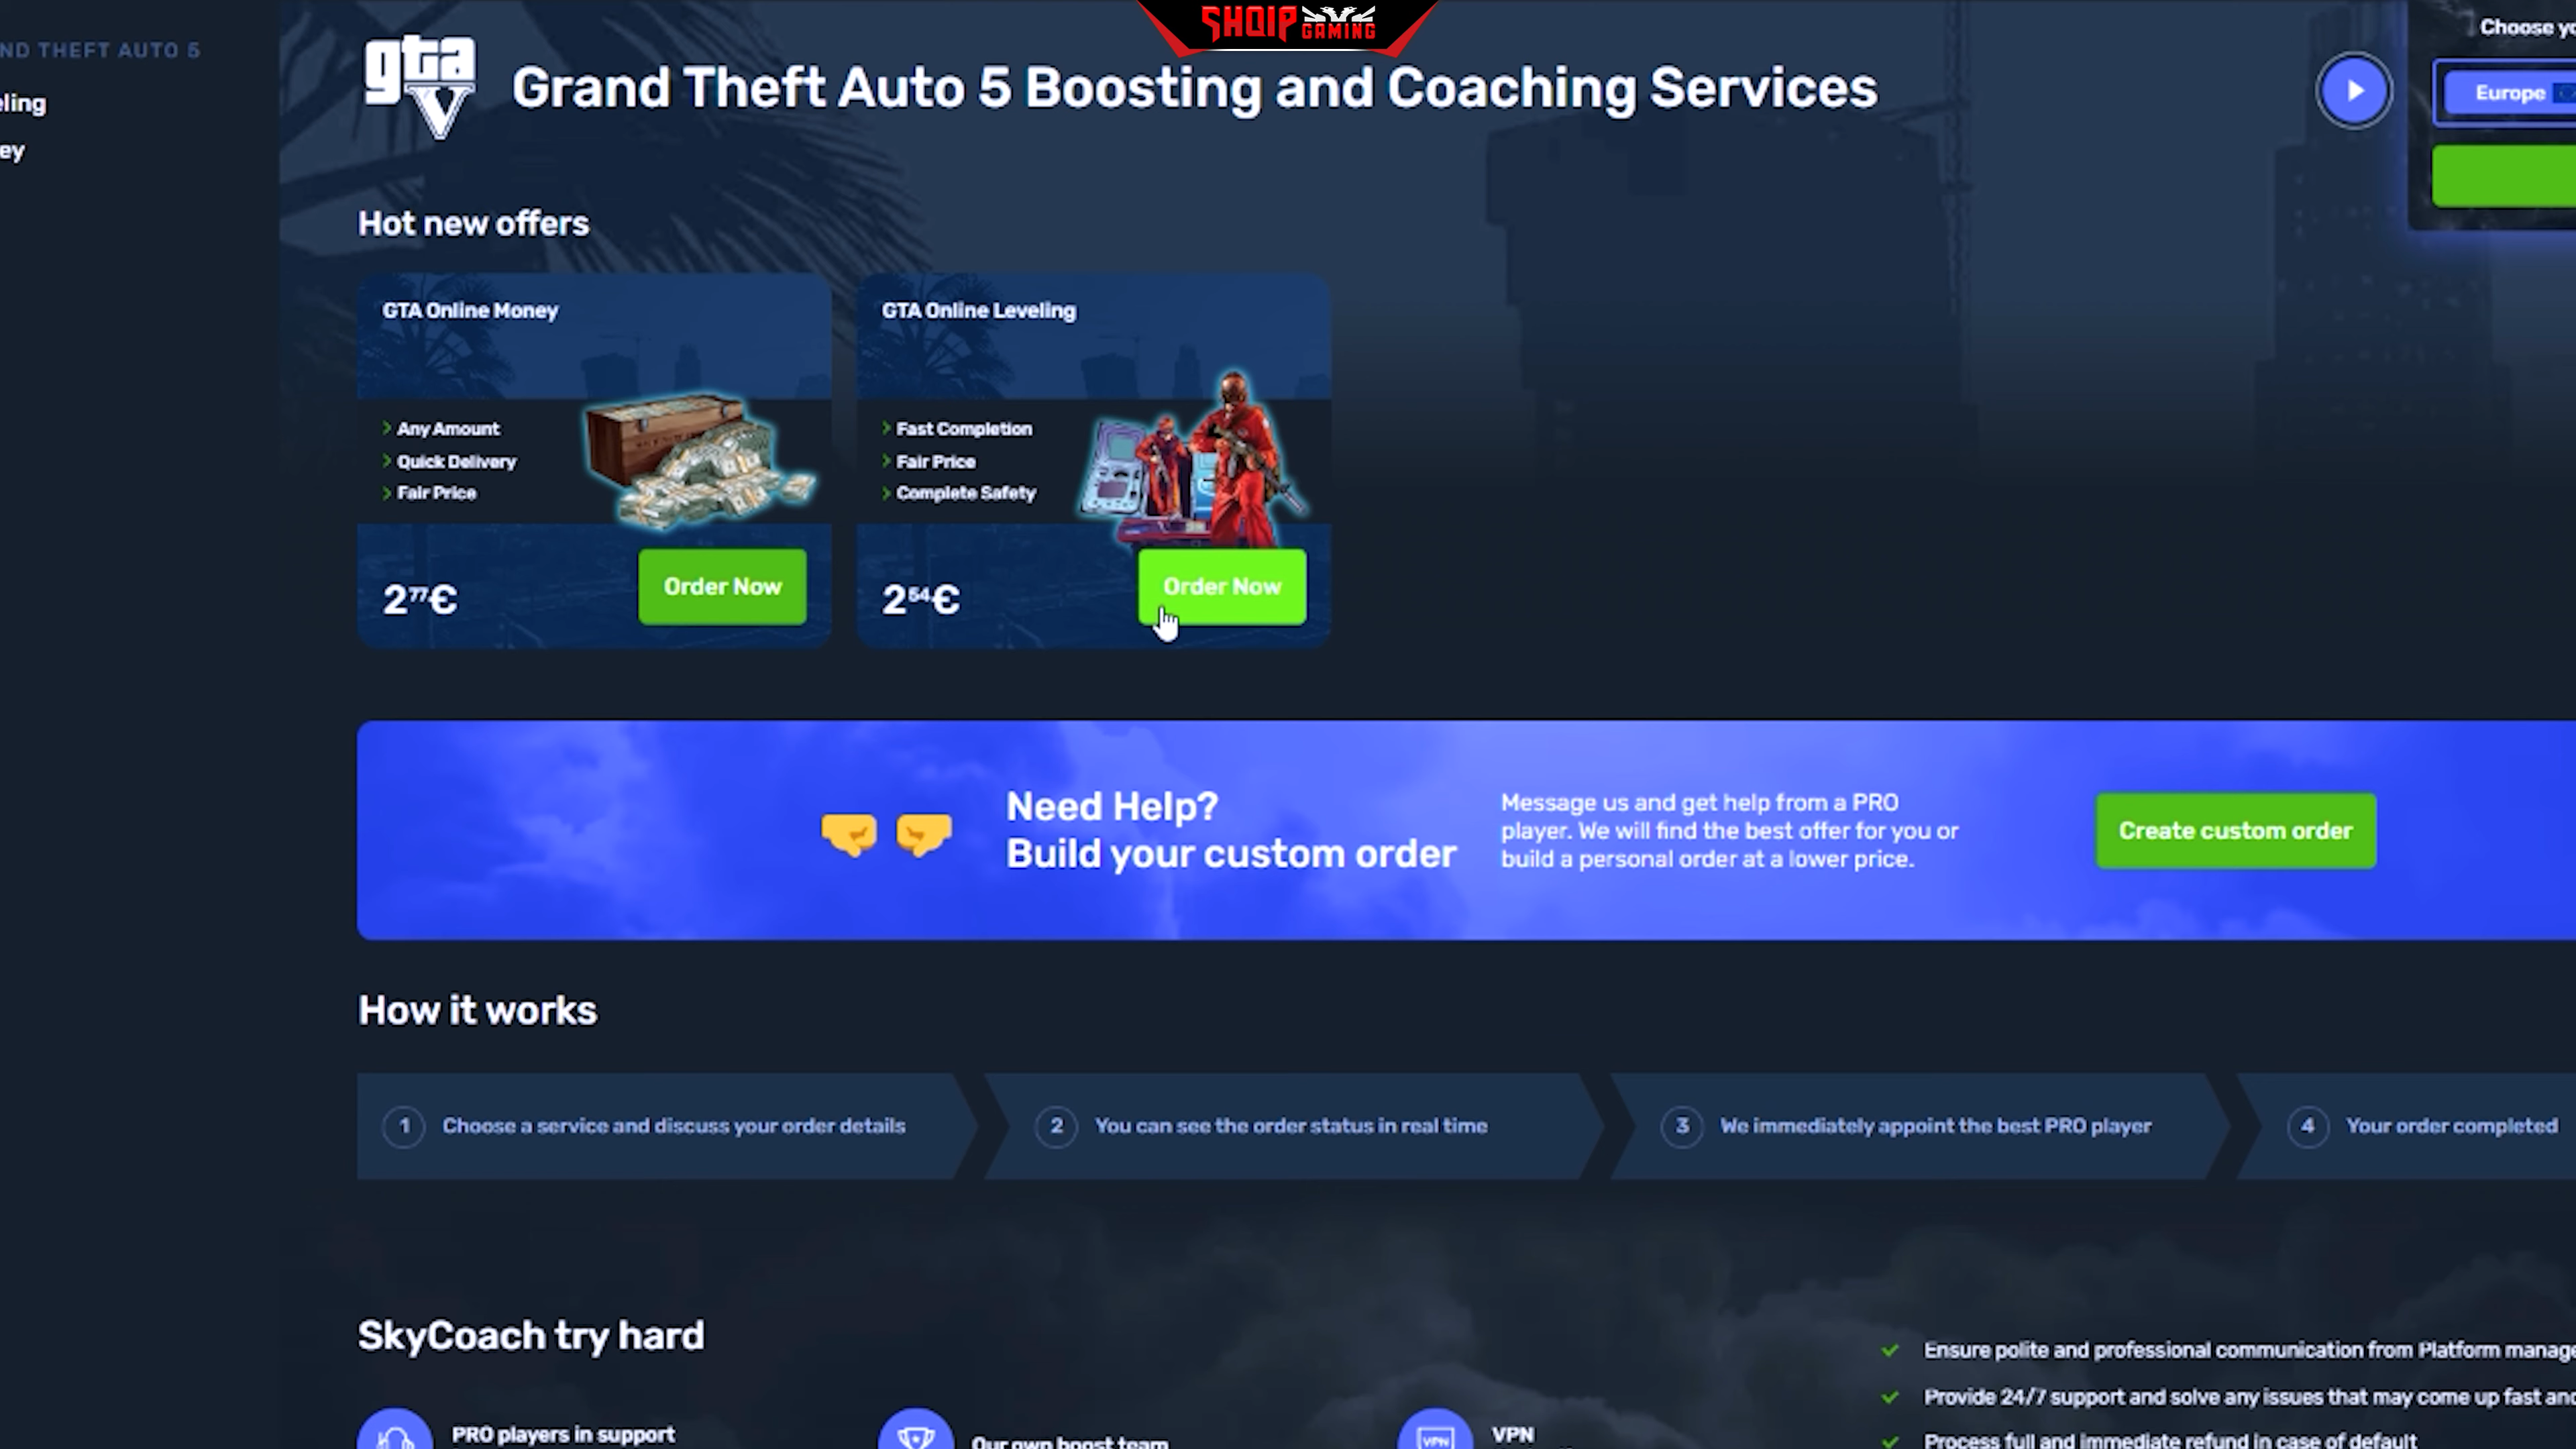 SHQIP
GAMING
ND THEFT AUTO 5
eling
ey
gta
V
Grand Theft Auto 5 Boosting and Coaching Services
Choose yo
Europe
Hot new offers
GTA Online Money
Any Amount
Quick Delivery
Fair Price
2⁷⁷€
Order Now
GTA Online Leveling
Fast Completion
Fair Price
Complete Safety
2⁵⁴€
Order Now
Need Help?
Build your custom order
Message us and get help from a PRO
player. We will find the best offer for you or
build a personal order at a lower price.
Create custom order
How it works
1 Choose a service and discuss your order details
2 You can see the order status in real time
3 We immediately appoint the best PRO player
4 Your order completed
SkyCoach try hard
PRO players in support
Our own boost team
VPN
VPN
Ensure polite and professional communication from Platform manage
Provide 24/7 support and solve any issues that may come up fast and
Process full and immediate refund in case of default